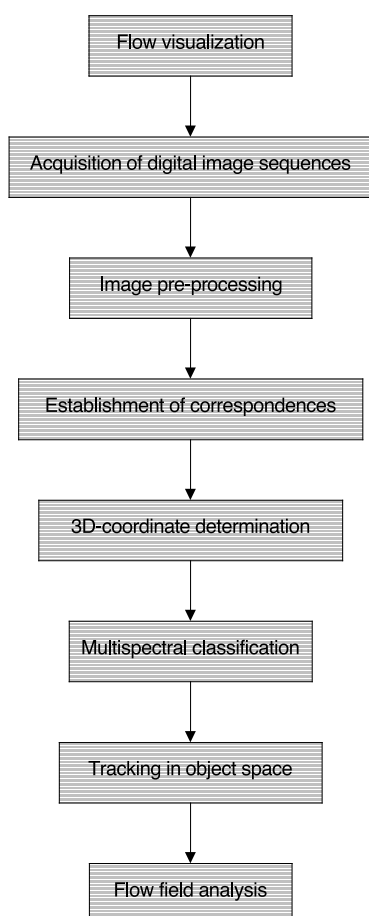 Flow visualization
Acquisition of digital image sequences
Image pre-processing
Establishment of correspondences
3D-coordinate determination
Multispectral classification
Tracking in object space
Flow field analysis